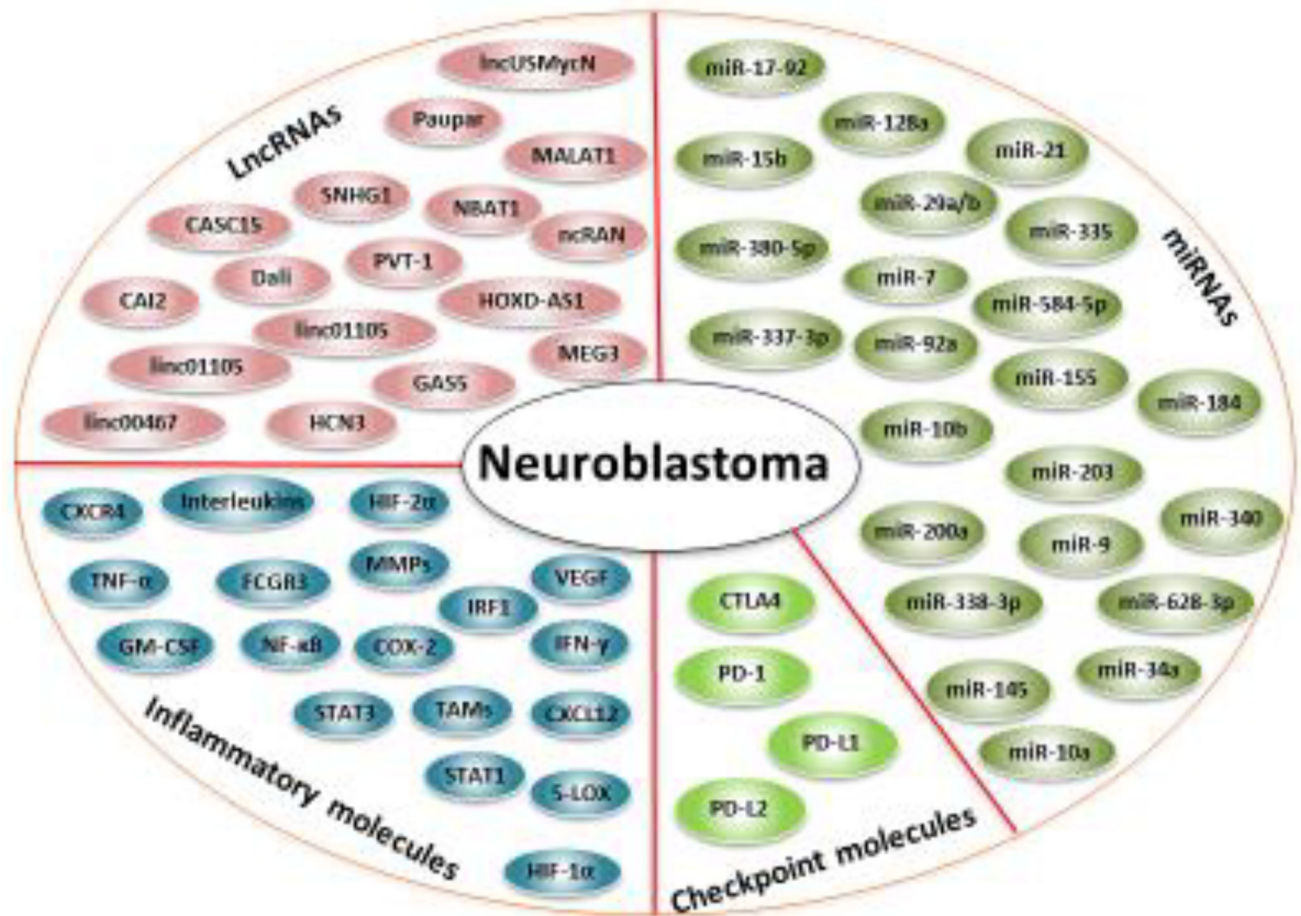 LncRNAs
lncUSMycN
Paupar
MALAT1
SNHG1
NBAT1
CASC15
ncRAN
PVT-1
Dali
CAI2
HOXD-AS1
linc01105
MEG3
linc01105
GAS5
linc00467
HCN3
miRNAs
miR-17-92
miR-128a
miR-21
miR-15b
miR-29a/b
miR-335
miR-380-5p
miR-7
miR-584-5p
miR-337-3p
miR-92a
miR-155
miR-184
miR-10b
miR-203
miR-340
miR-200a
miR-9
miR-338-3p
miR-628-3p
miR-34a
miR-145
miR-10a
Neuroblastoma
CXCR4
Interleukins
HIF-2α
MMPs
VEGF
TNF-α
FCGR3
IRF1
GM-CSF
NF-κB
COX-2
IFN-γ
STAT3
TAMs
CXCL12
STAT1
5-LOX
HIF-1α
Inflammatory molecules
CTLA4
PD-1
PD-L1
PD-L2
Checkpoint molecules